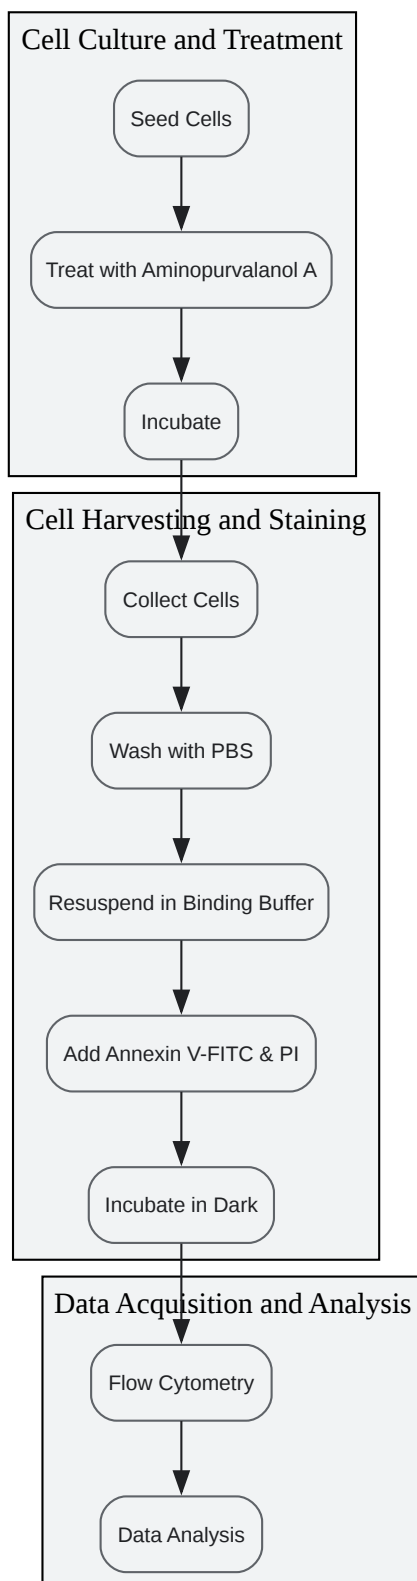 Cell Culture and Treatment
Seed Cells
Treat with Aminopurvalanol A
Incubate
Cell Harvesting and Staining
Collect Cells
Wash with PBS
Resuspend in Binding Buffer
Add Annexin V-FITC & PI
Incubate in Dark
Data Acquisition and Analysis
Flow Cytometry
Data Analysis